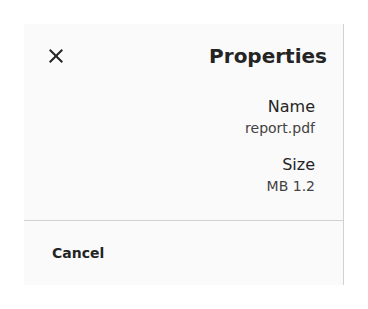 Properties
Name
report.pdf
Size
MB 1.2
Cancel